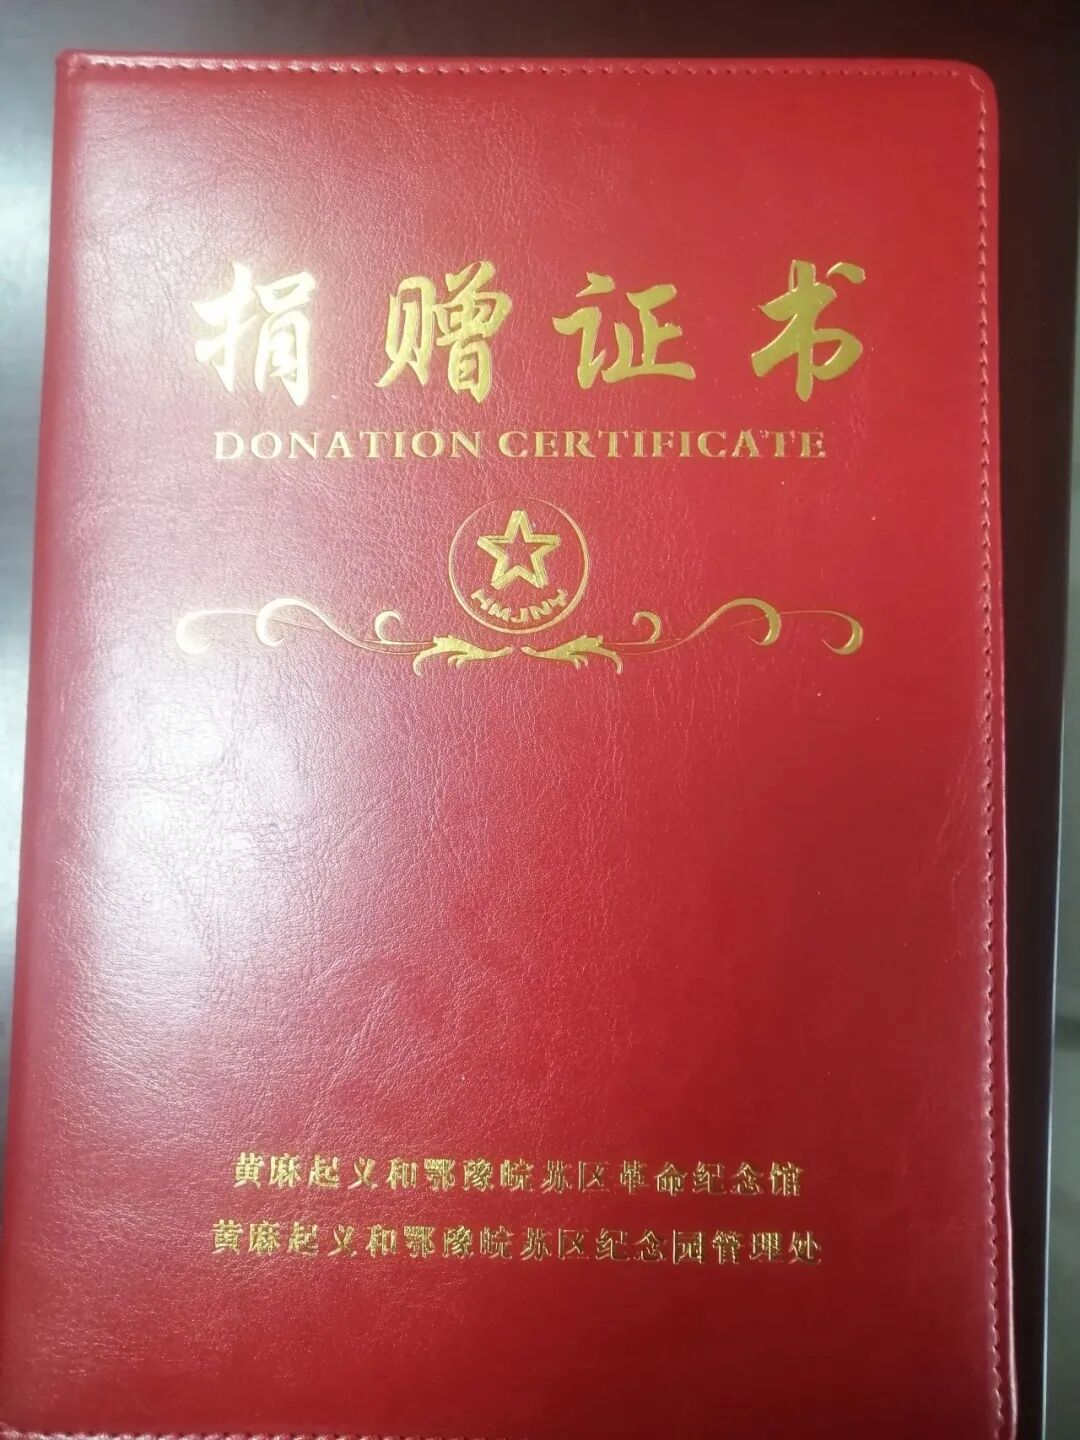 捐赠证书
DONATION CERTIFICATE
HMJNY
黄麻起义和鄂豫皖苏区革命纪念馆
黄麻起义和鄂豫皖苏区纪念园管理处